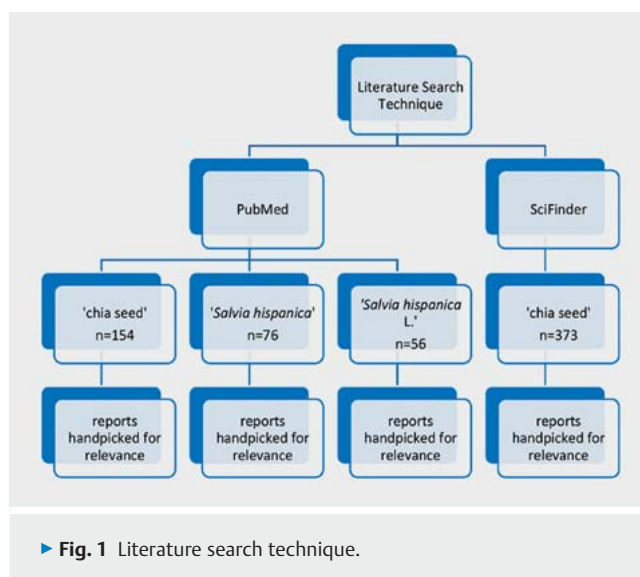 Literature Search
Technique
PubMed
SciFinder
'chia seed'
n=154
'Salvia hispanica'
n=76
'Salvia hispanica
L.'
n=56
'chia seed'
n=373
reports
handpicked for
relevance
reports
handpicked for
relevance
reports
handpicked for
relevance
reports
handpicked for
relevance
► Fig. 1 Literature search technique.